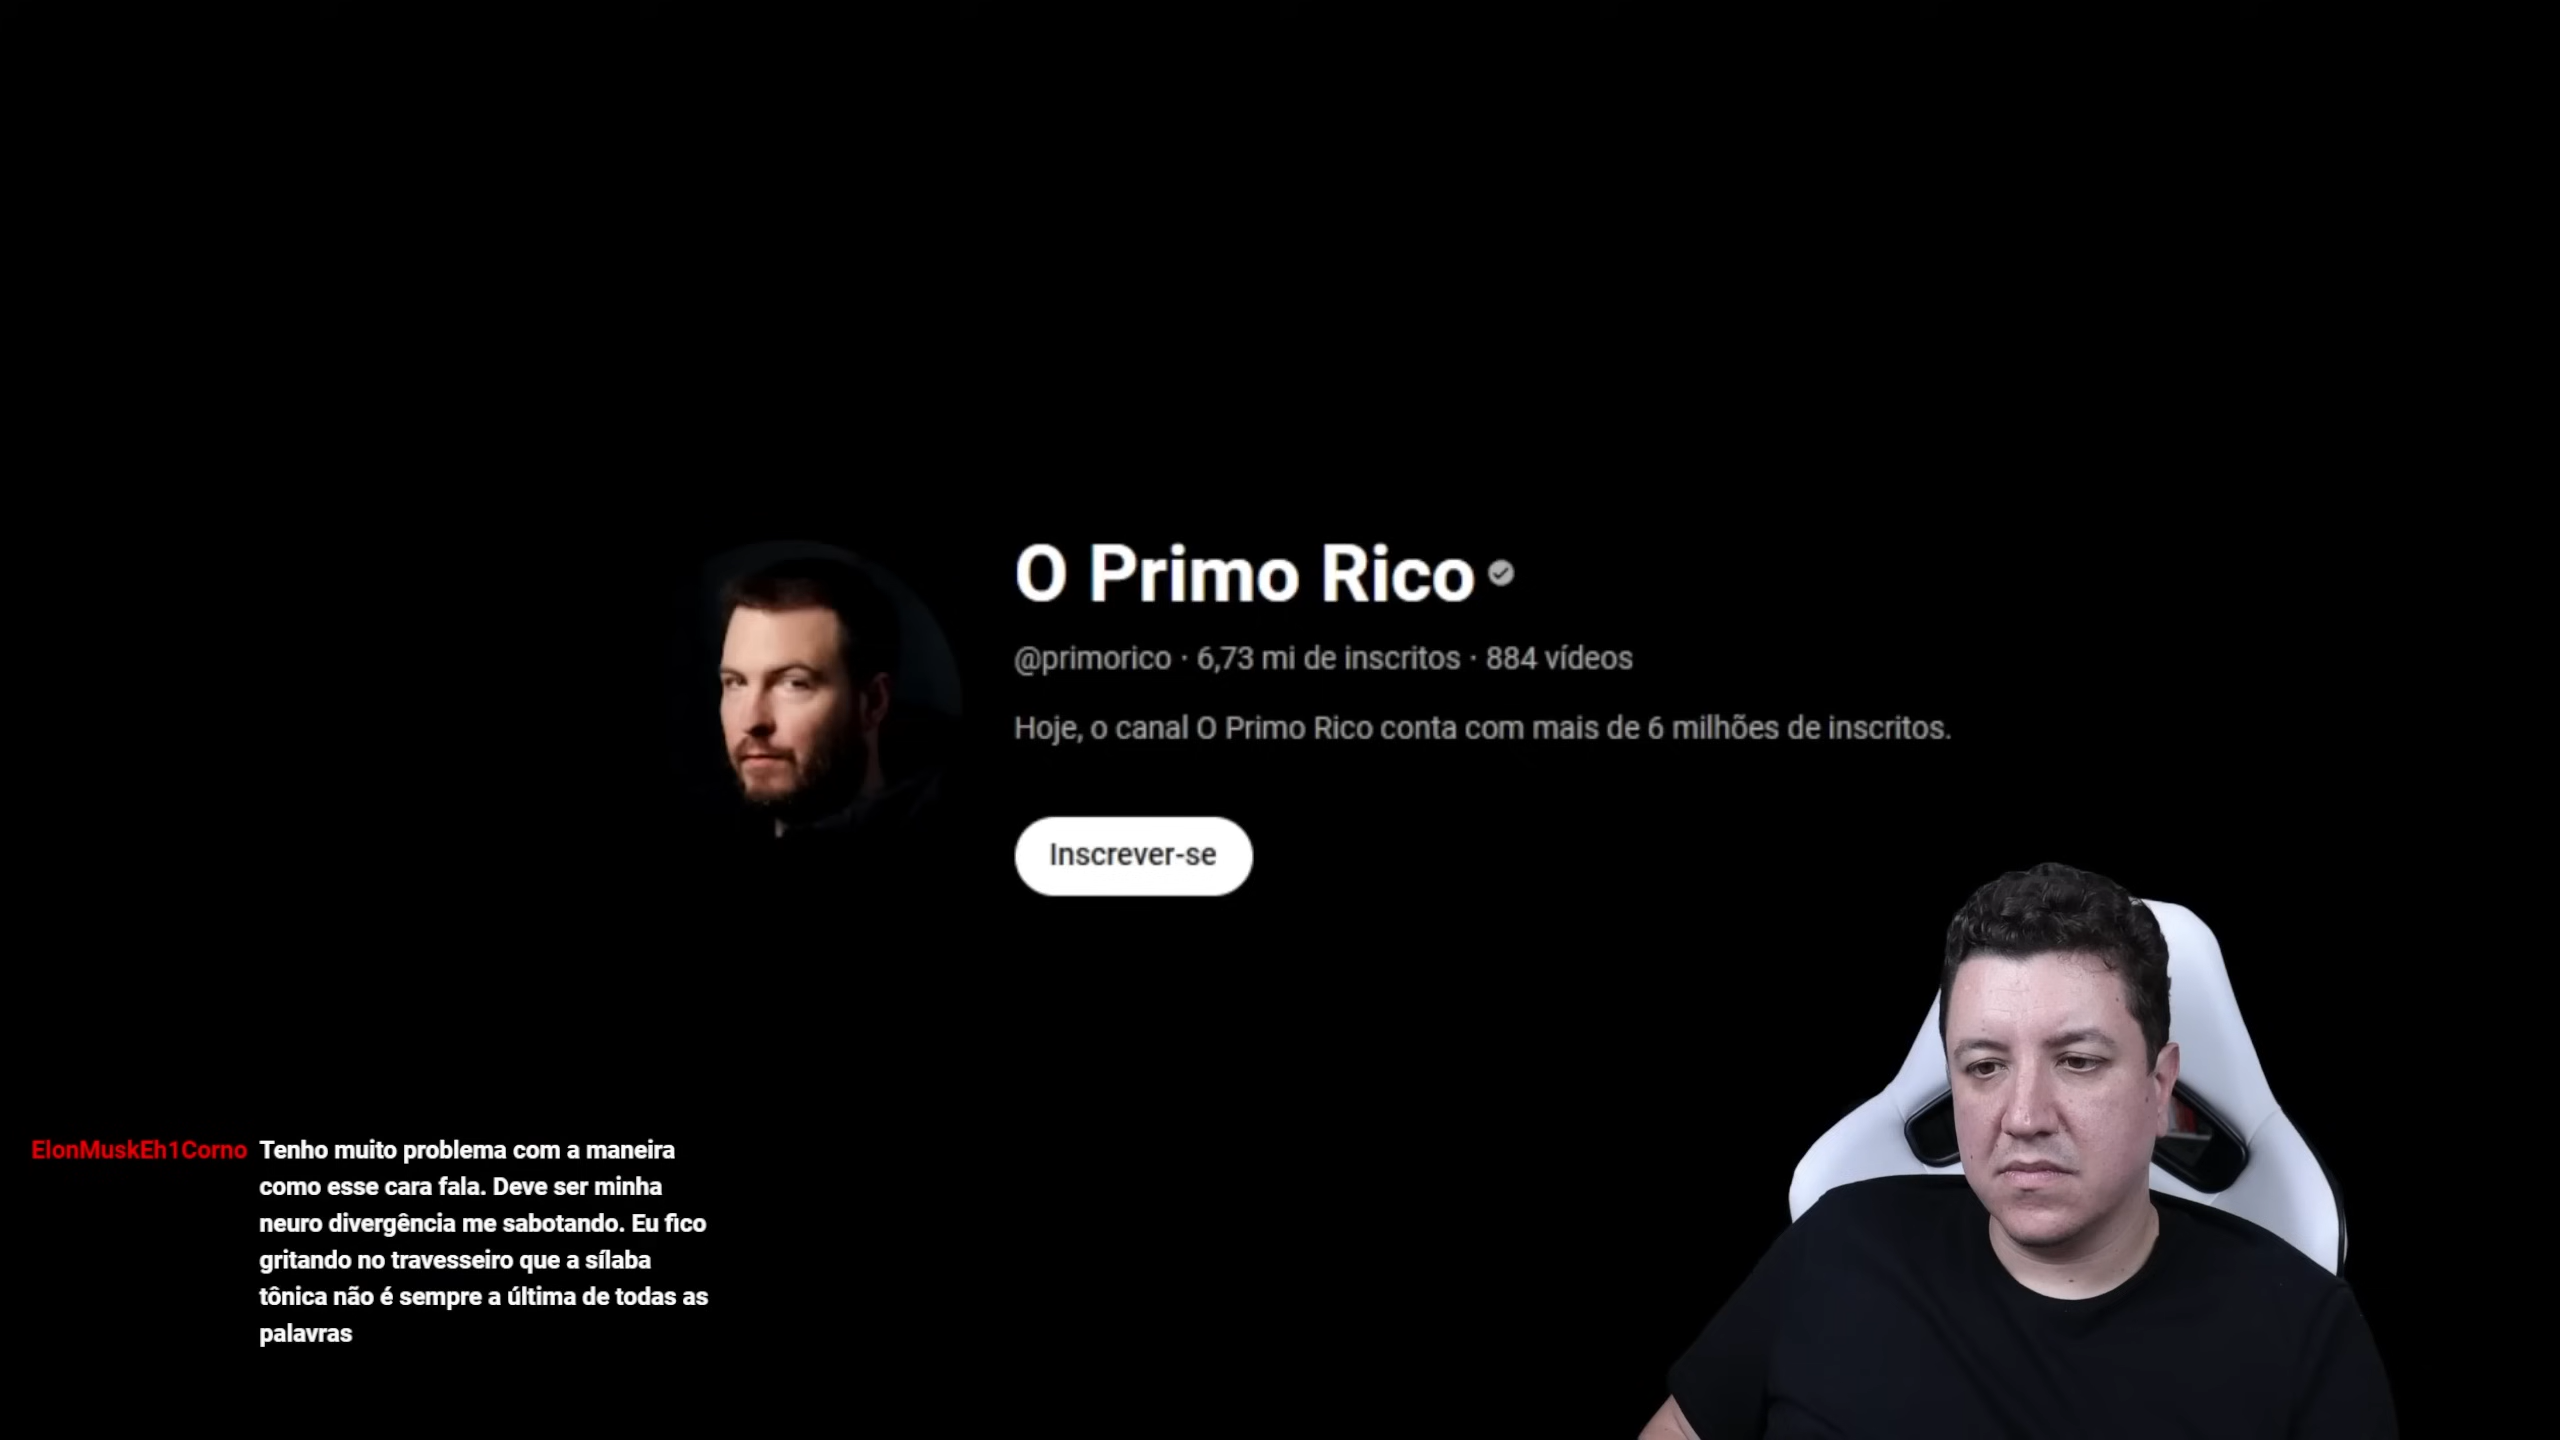 O Primo Rico
@primorico · 6,73 mi de inscritos · 884 vídeos
Hoje, o canal O Primo Rico conta com mais de 6 milhões de inscritos.
Inscrever-se
ElonMuskEh1Corno Tenho muito problema com a maneira
como esse cara fala. Deve ser minha
neuro divergência me sabotando. Eu fico
gritando no travesseiro que a sílaba
tônica não é sempre a última de todas as
palavras